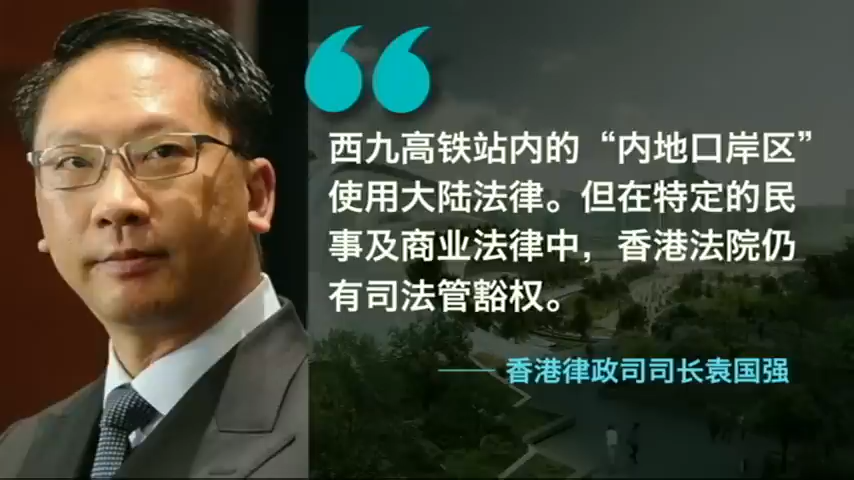 西九高铁站内的“内地口岸区”
使用大陆法律。但在特定的民
事及商业法律中，香港法院仍
有司法管豁权。
—— 香港律政司司长袁国强